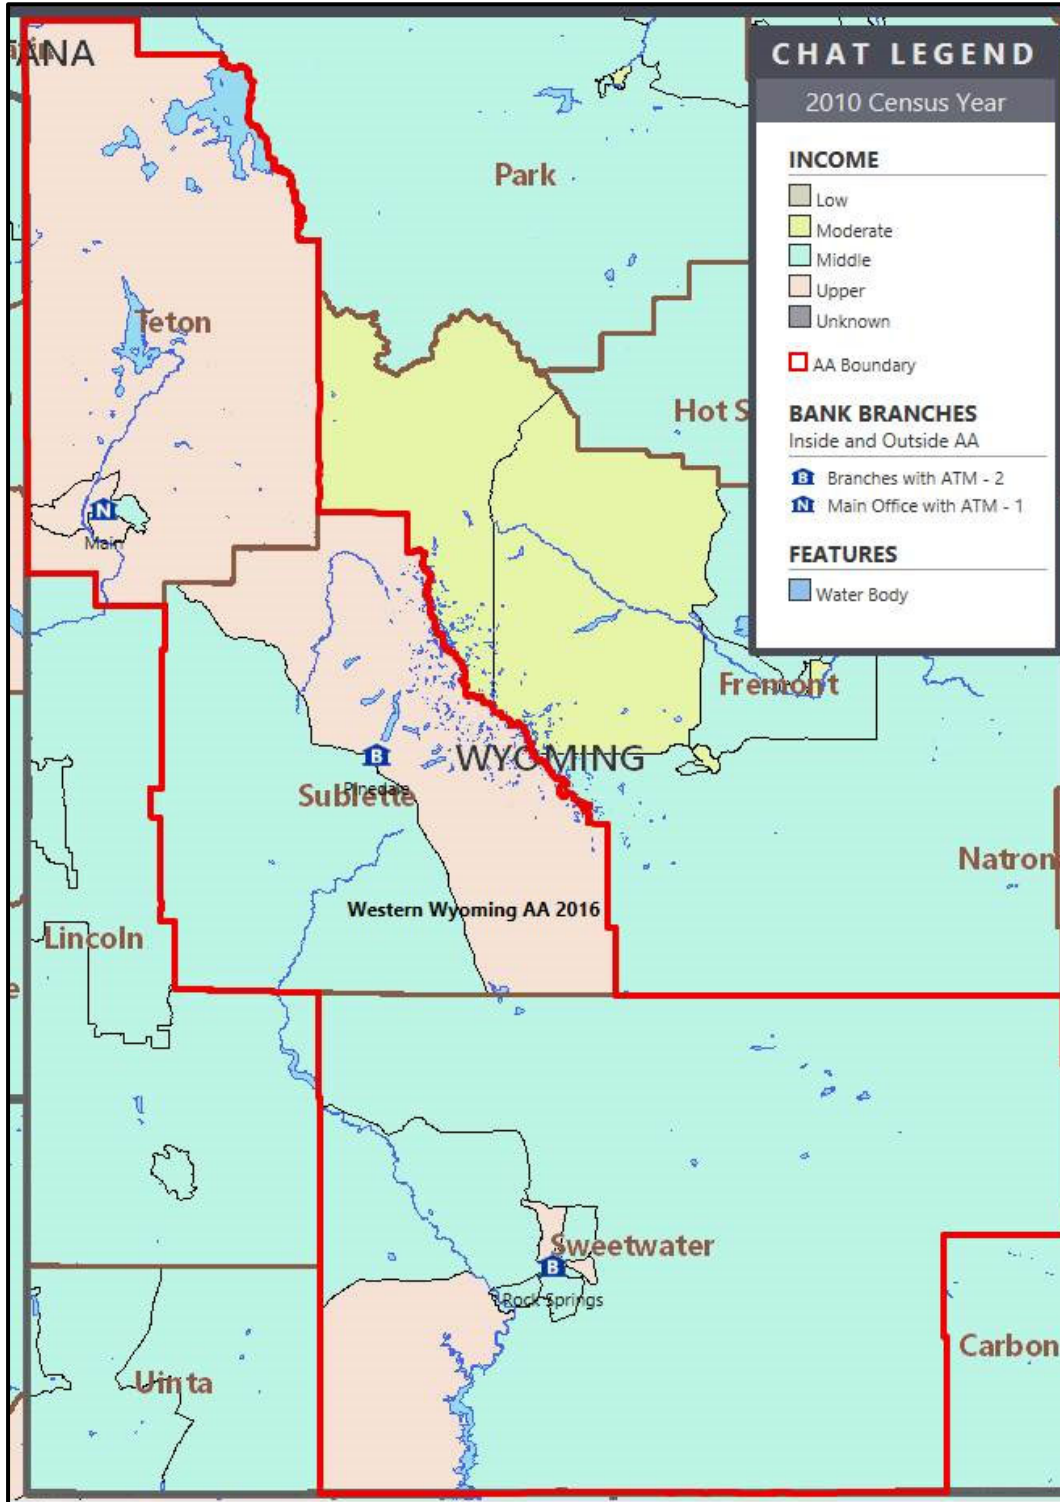 TANA
CHAT LEGEND
2010 Census Year
INCOME
Low
Moderate
Middle
Upper
Unknown
AA Boundary
BANK BRANCHES
Inside and Outside AA
B Branches with ATM - 2
N Main Office with ATM - 1
FEATURES
Water Body
Park
Teton
Hot S
N
Main
Fremont
WYOMING
B
Pinedale
Sublette
Natron
Western Wyoming AA 2016
Lincoln
e
Sweetwater
B
Rock Springs
Carbon
Uinta